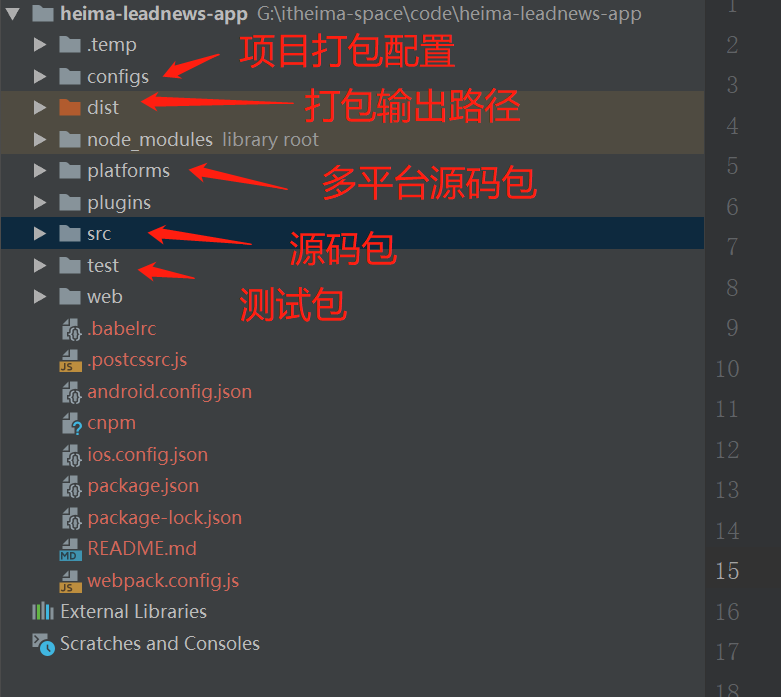 heima-leadnews-app G:\itheima-space\code\heima-leadnews-app
.temp
项目打包配置
configs
dist
打包输出路径
node_modules library root
platforms
多平台源码包
plugins
src
源码包
test
测试包
web
.babelrc
.postcssrc.js
android.config.json
cnpm
ios.config.json
package.json
package-lock.json
README.md
webpack.config.js
External Libraries
Scratches and Consoles
1
2
3
4
5
6
7
8
9
10
11
12
13
14
15
16
17
18